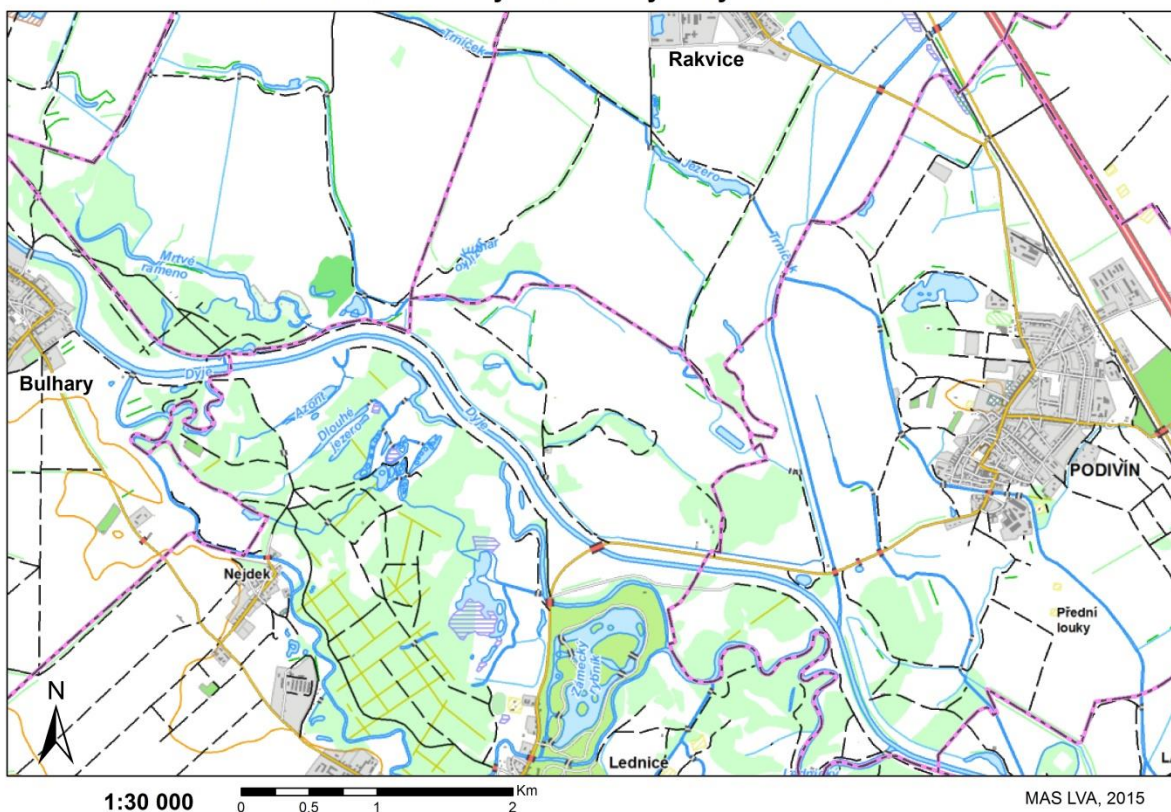 Trníček
Rakvice
Jezero
Trníček
Mrtvé
rameno
Dyje
Bulhary
Azont
Dlouhé
jezero
Dyje
PODIVÍN
Nejdek
Přední
louky
Zámecký
rybník
Lednice
N
1:30 000
0 0.5 1 2
Km
MAS LVA, 2015